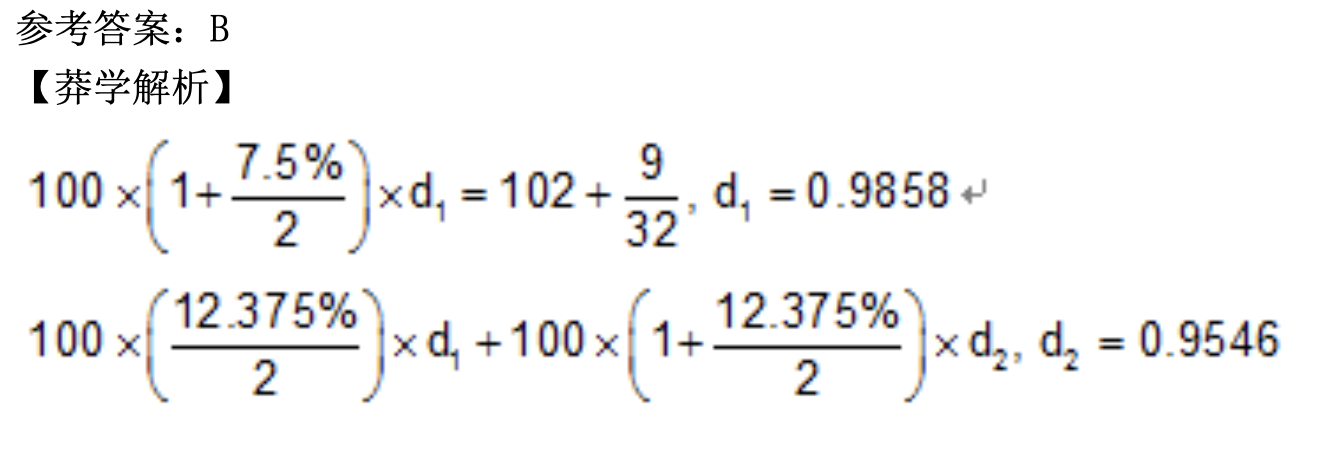 参考答案：B
【莽学解析】
100 × (1 + 7.5%/2) × d₁ = 102 + 9/32, d₁ = 0.9858 ↵
100 × (12.375%/2) × d₁ + 100 × (1 + 12.375%/2) × d₂, d₂ = 0.9546